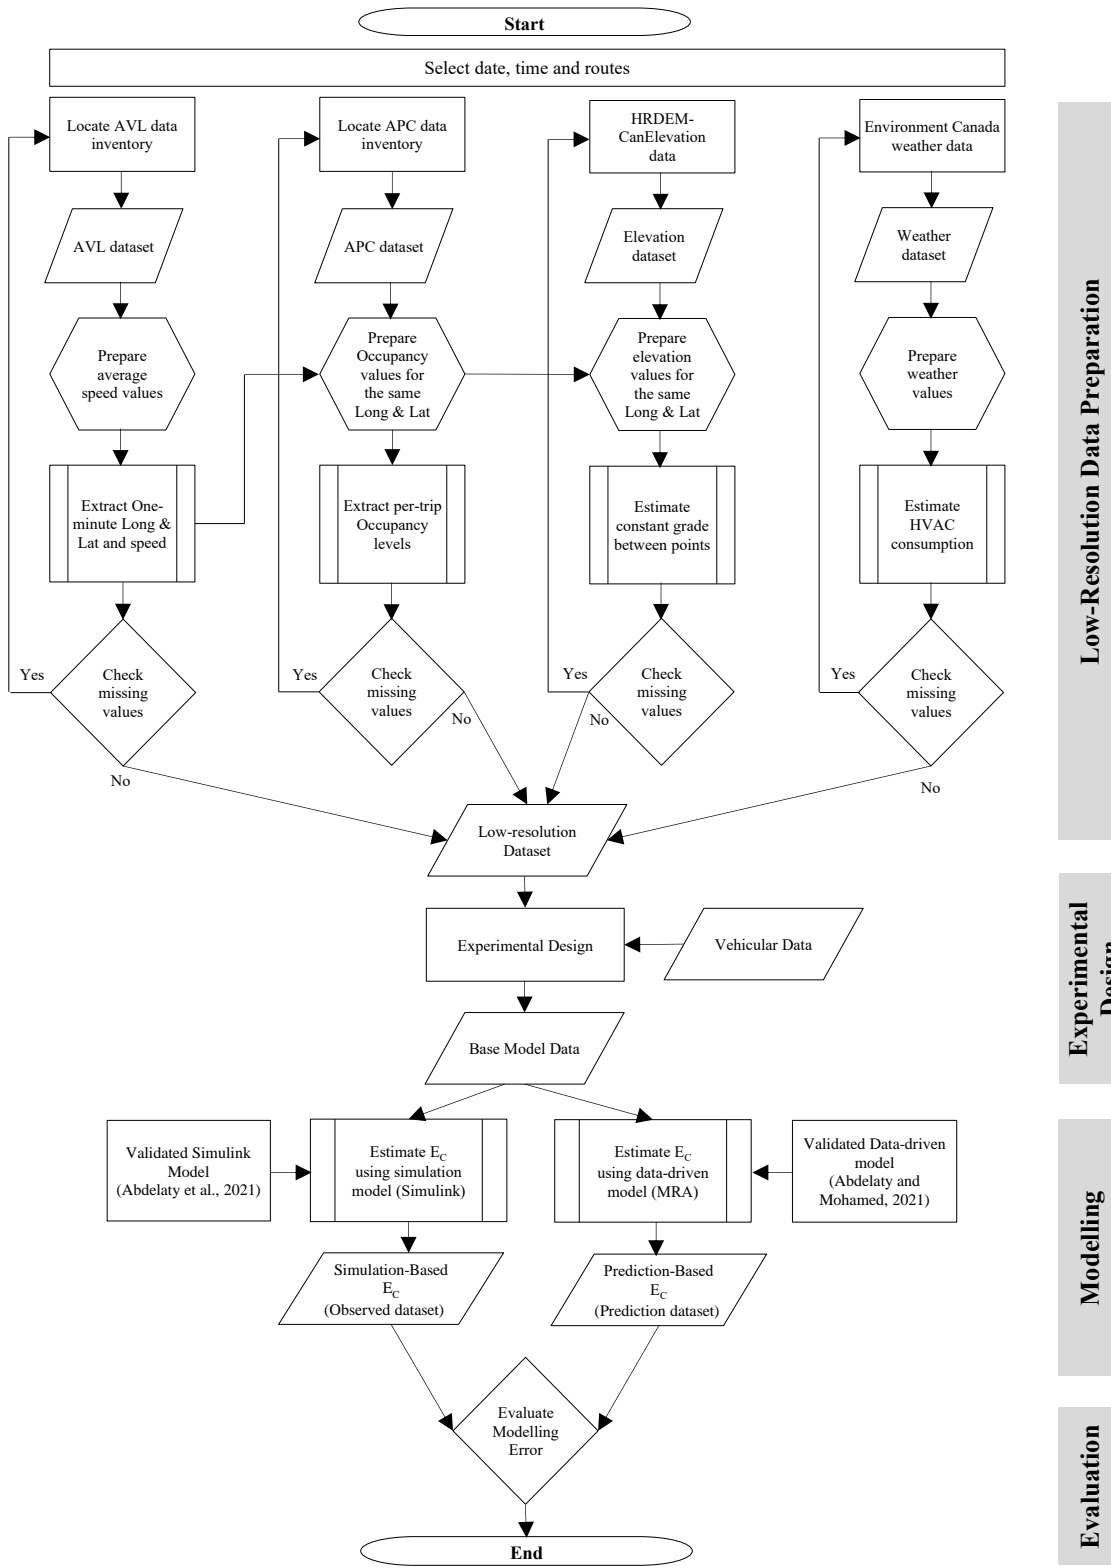 Start
Select date, time and routes
Locate AVL data
inventory
Locate APC data
inventory
HRDEM-
CanElevation
data
Environment Canada
weather data
AVL dataset
APC dataset
Elevation
dataset
Weather
dataset
Prepare
average
speed values
Prepare
Occupancy
values for
the same
Long & Lat
Prepare
elevation
values for
the same
Long & Lat
Prepare
weather
values
Extract One-
minute Long &
Lat and speed
Extract per-trip
Occupancy
levels
Estimate
constant grade
between points
Estimate
HVAC
consumption
Yes
Check
missing
values
No
Yes
Check
missing
values
No
Yes
Check
missing
values
No
Yes
Check
missing
values
No
Low-Resolution Data Preparation
Low-resolution
Dataset
Experimental Design
Vehicular Data
Base Model Data
Experimental
Design
Validated Simulink
Model
(Abdelaty et al., 2021)
Estimate EC
using simulation
model (Simulink)
Estimate EC
using data-driven
model (MRA)
Validated Data-driven
model
(Abdelaty and
Mohamed, 2021)
Simulation-Based
EC
(Observed dataset)
Prediction-Based
EC
(Prediction dataset)
Modelling
Evaluate
Modelling
Error
Evaluation
End